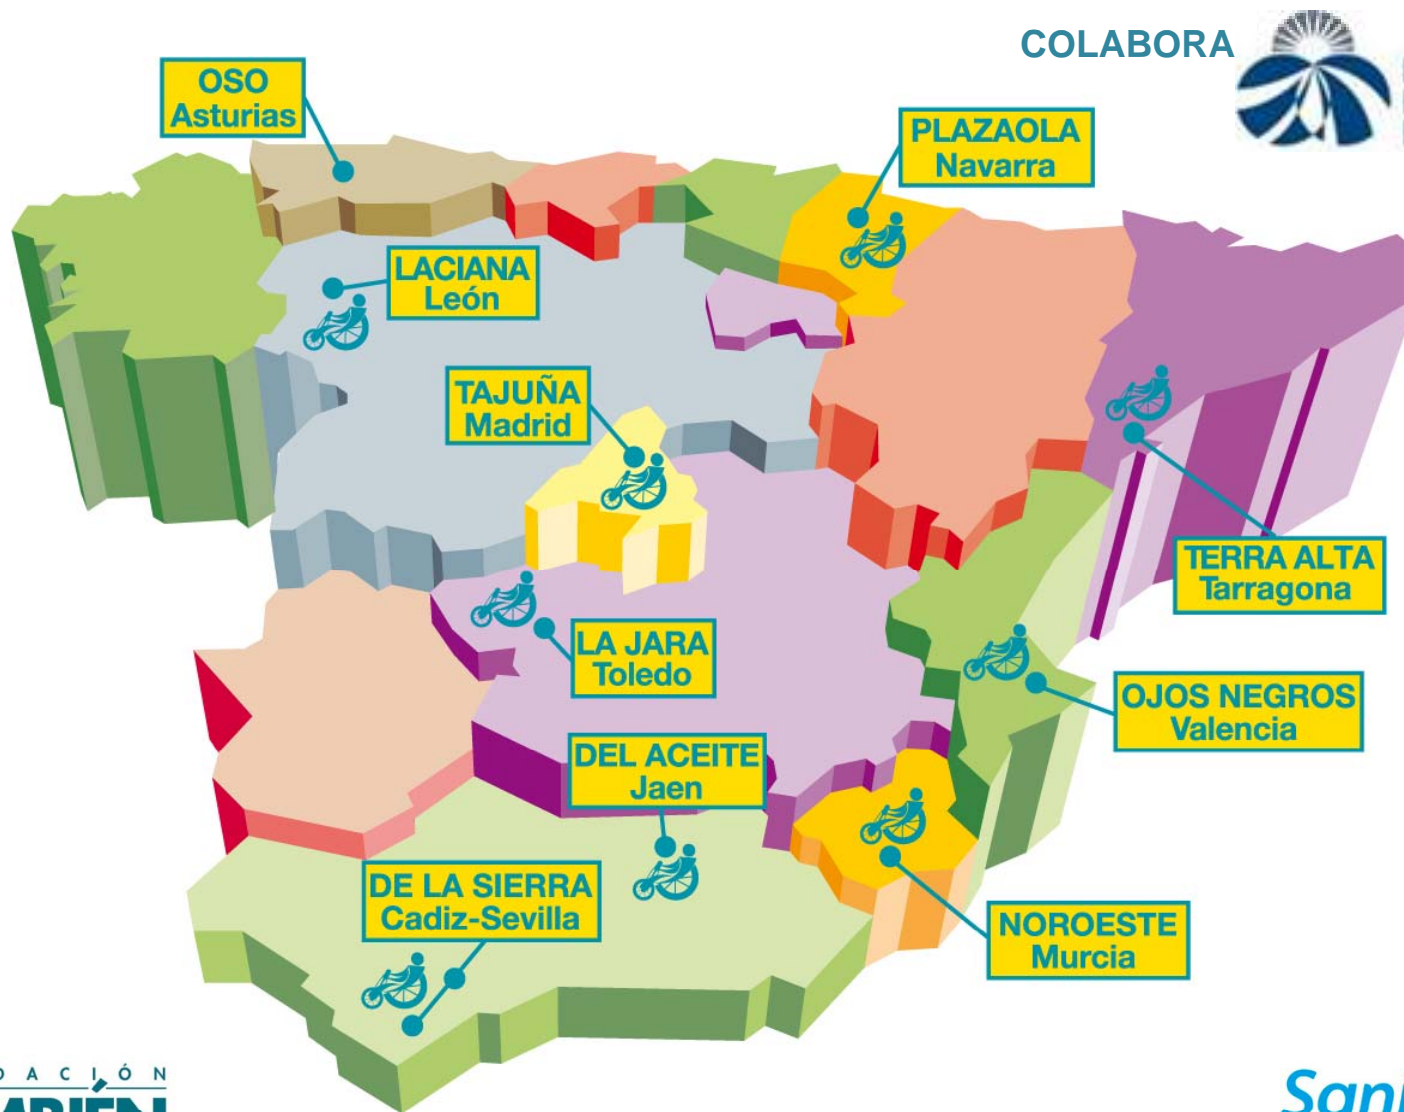 COLABORA
OSO
Asturias
PLAZAOLA
Navarra
LACIANA
León
TAJUÑA
Madrid
TERRA ALTA
Tarragona
LA JARA
Toledo
OJOS NEGROS
Valencia
DEL ACEITE
Jaen
DE LA SIERRA
Cadiz-Sevilla
NOROESTE
Murcia